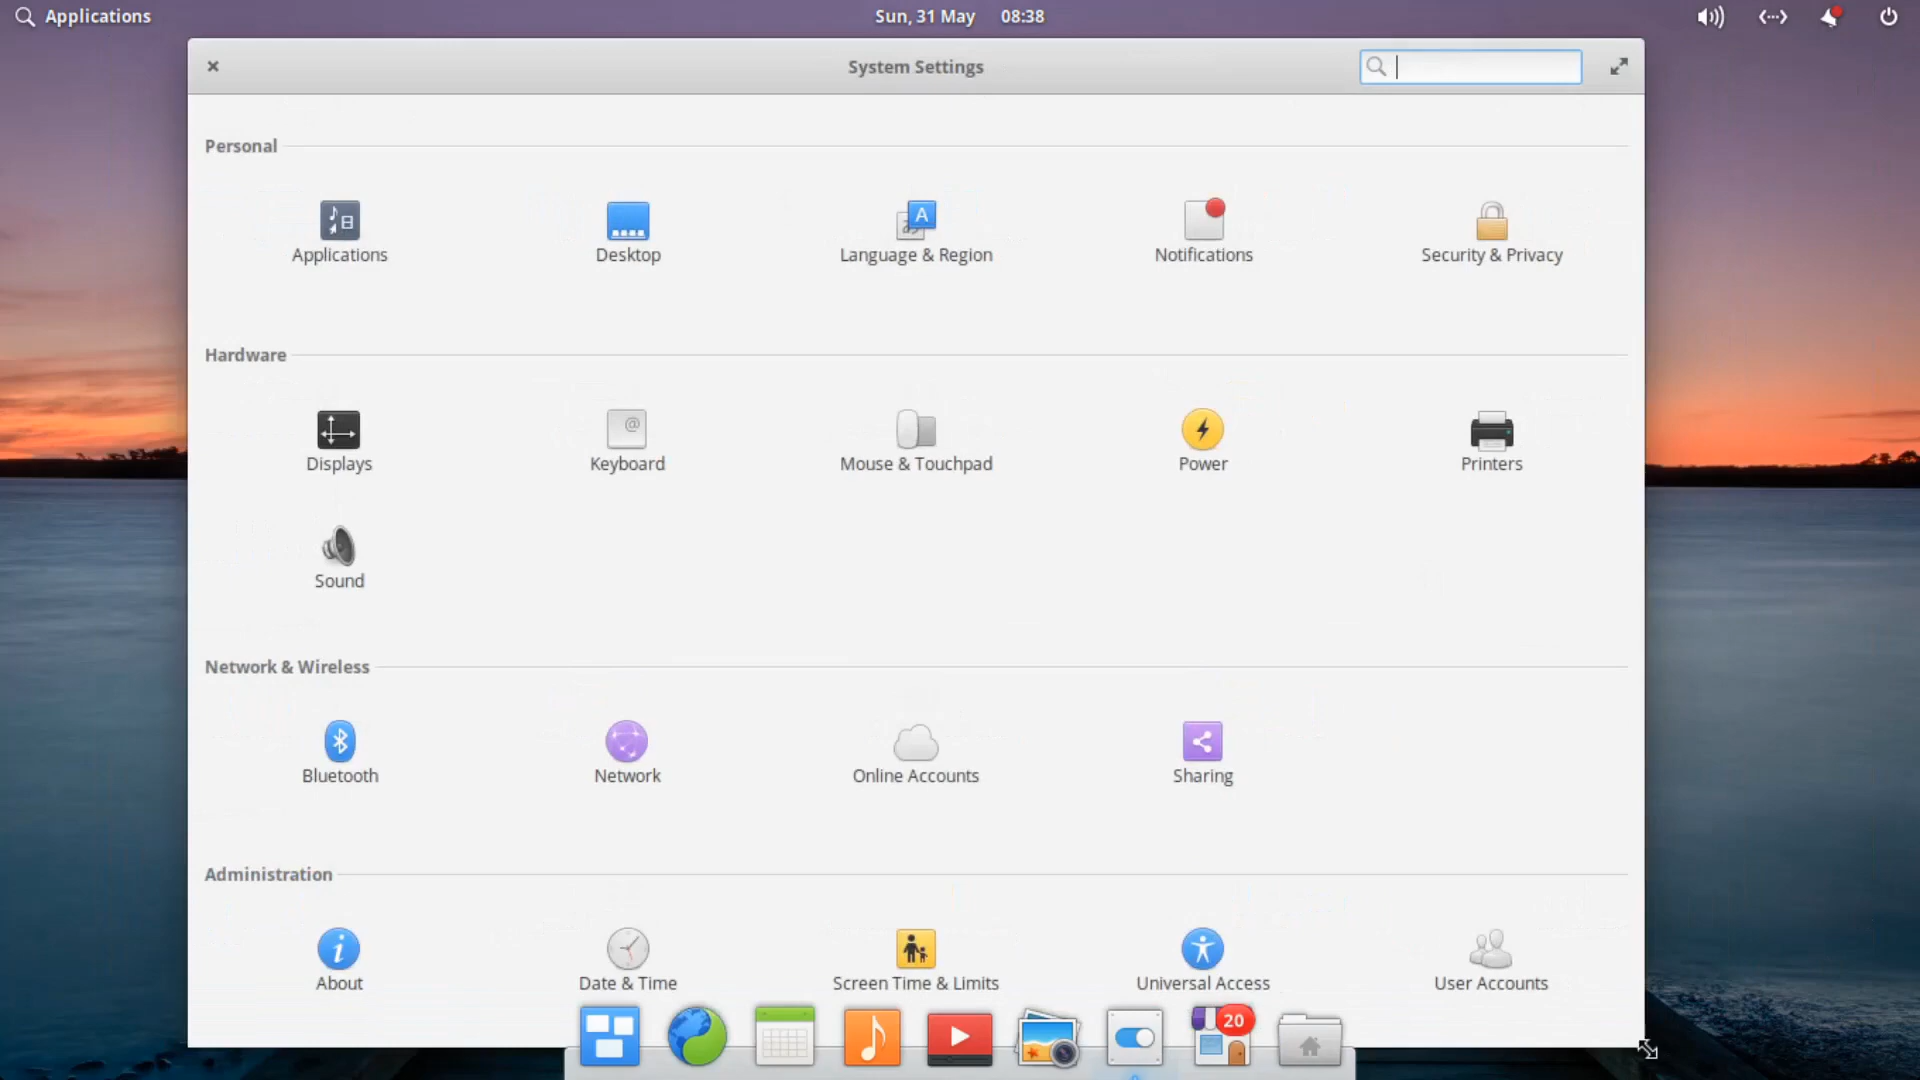 Applications
Sun, 31 May 08:38
System Settings
Personal
Applications
Desktop
Language & Region
Notifications
Security & Privacy
Hardware
Displays
Keyboard
Mouse & Touchpad
Power
Printers
Sound
Network & Wireless
Bluetooth
Network
Online Accounts
Sharing
Administration
About
Date & Time
Screen Time & Limits
Universal Access
User Accounts
20